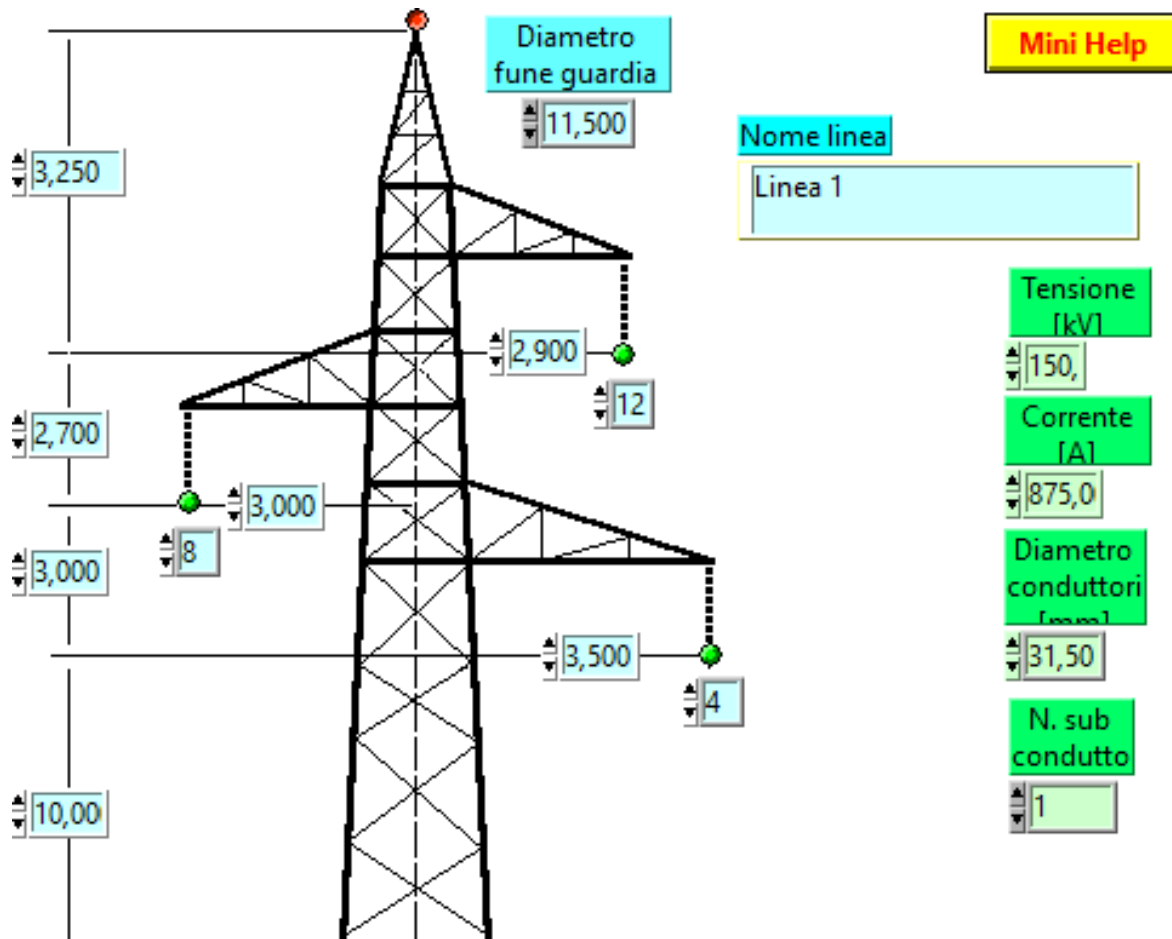 Diametro
fune guardia
11,500
Mini Help
Nome linea
Linea 1
3,250
Tensione
[kV]
150,
2,900
12
Corrente
[A]
875,0
2,700
3,000
8
3,000
Diametro
conduttori
[mm]
31,50
3,500
4
N. sub
condutto
1
10,00